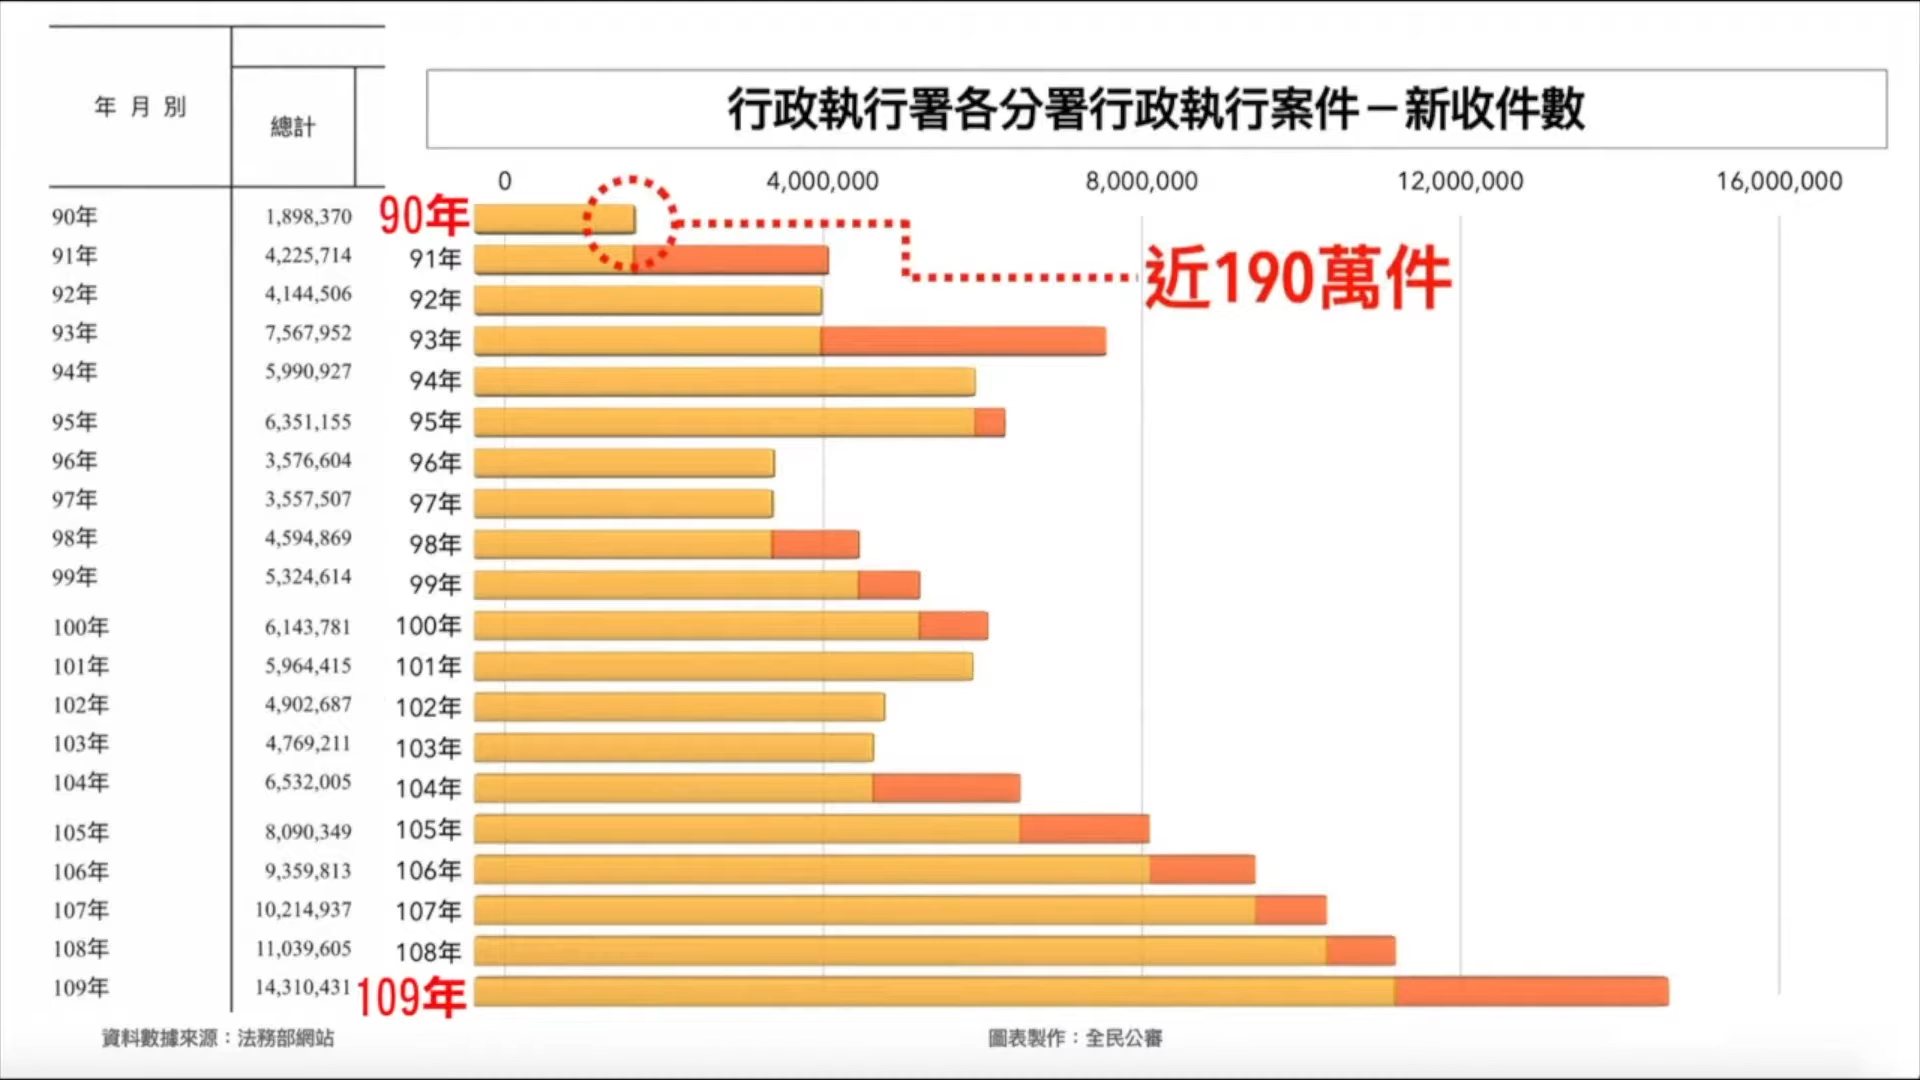 行政執行署各分署行政執行案件－新收件數
年 月 別
總計
0 4,000,000 8,000,000 12,000,000 16,000,000
90年 1,898,370 90年
91年 4,225,714 91年
近190萬件
92年 4,144,506 92年
93年 7,567,952 93年
94年 5,990,927 94年
95年 6,351,155 95年
96年 3,576,604 96年
97年 3,557,507 97年
98年 4,594,869 98年
99年 5,324,614 99年
100年 6,143,781 100年
101年 5,964,415 101年
102年 4,902,687 102年
103年 4,769,211 103年
104年 6,532,005 104年
105年 8,090,349 105年
106年 9,359,813 106年
107年 10,214,937 107年
108年 11,039,605 108年
109年 14,310,431 109年
資料數據來源：法務部網站
圖表製作：全民公審